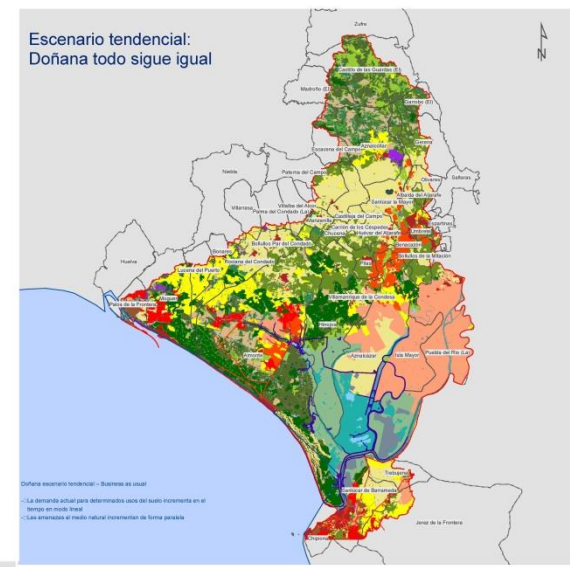 Escenario tendencial:
Doñana todo sigue igual
Zufre
N
Castillo de las Guardas (El)
Madroño (El)
Garrobo (El)
Gerena
Aznalcóllar
Escacena del Campo
Olivares
Salteras
Niebla
Paterna del Campo
Albaida del Aljarafe
Sanlúcar la Mayor
Villalba del Alcor
Villarrasa
Palma del Condado (La)
Manzanilla
Castilleja del Campo
Espartinas
Umbrete
Carrión de los Céspedes
Chucena
Huévar del Aljarafe
Benacazón
Bonares
Bollullos Par del Condado
Bollullos de la Mitación
Rociana del Condado
Pilas
Huelva
Lucena del Puerto
Villamanrique de la Condesa
Moguer
Palos de la Frontera
Hinojos
Almonte
Aznalcázar
Isla Mayor
Puebla del Río (La)
Trebujena
Sanlúcar de Barrameda
Jerez de la Frontera
Chipiona
Doñana escenario tendencial – Business as usual
La demanda actual para determinados usos del suelo incrementa en el
tiempo en modo lineal
Las amenazas al medio natural incrementan de forma paralela